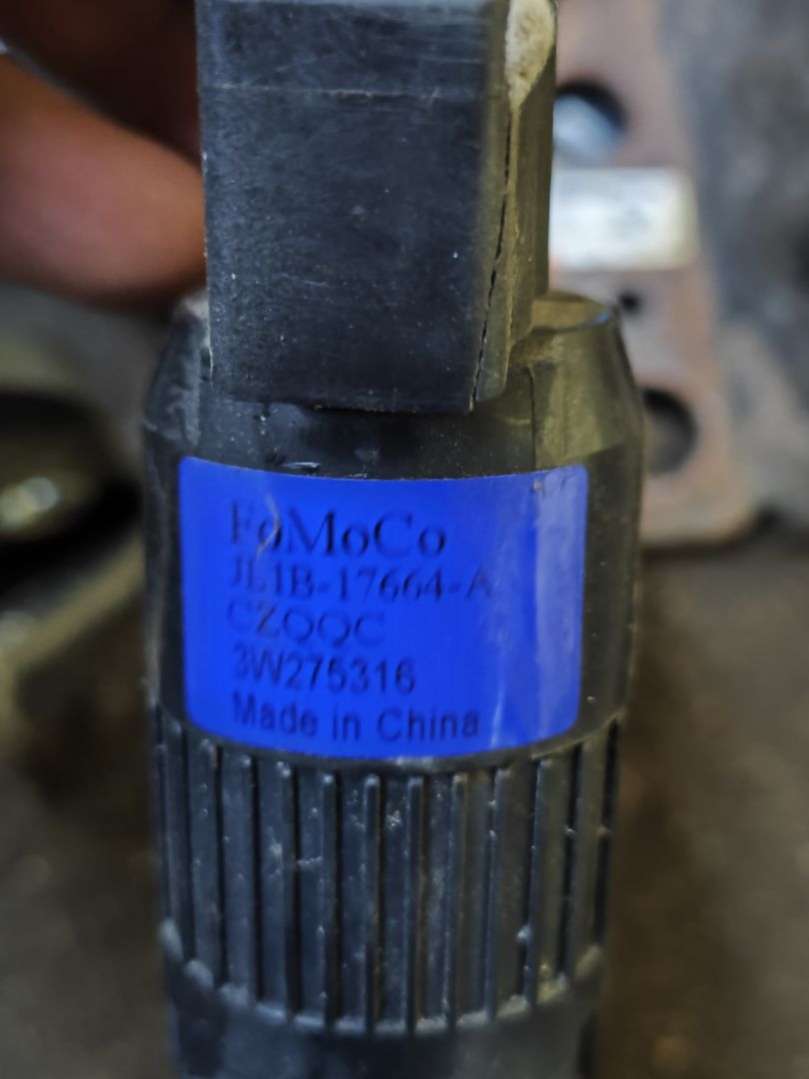 FoMoCo
JL1B-17664-A
CZQQC
3W275316
Made in China